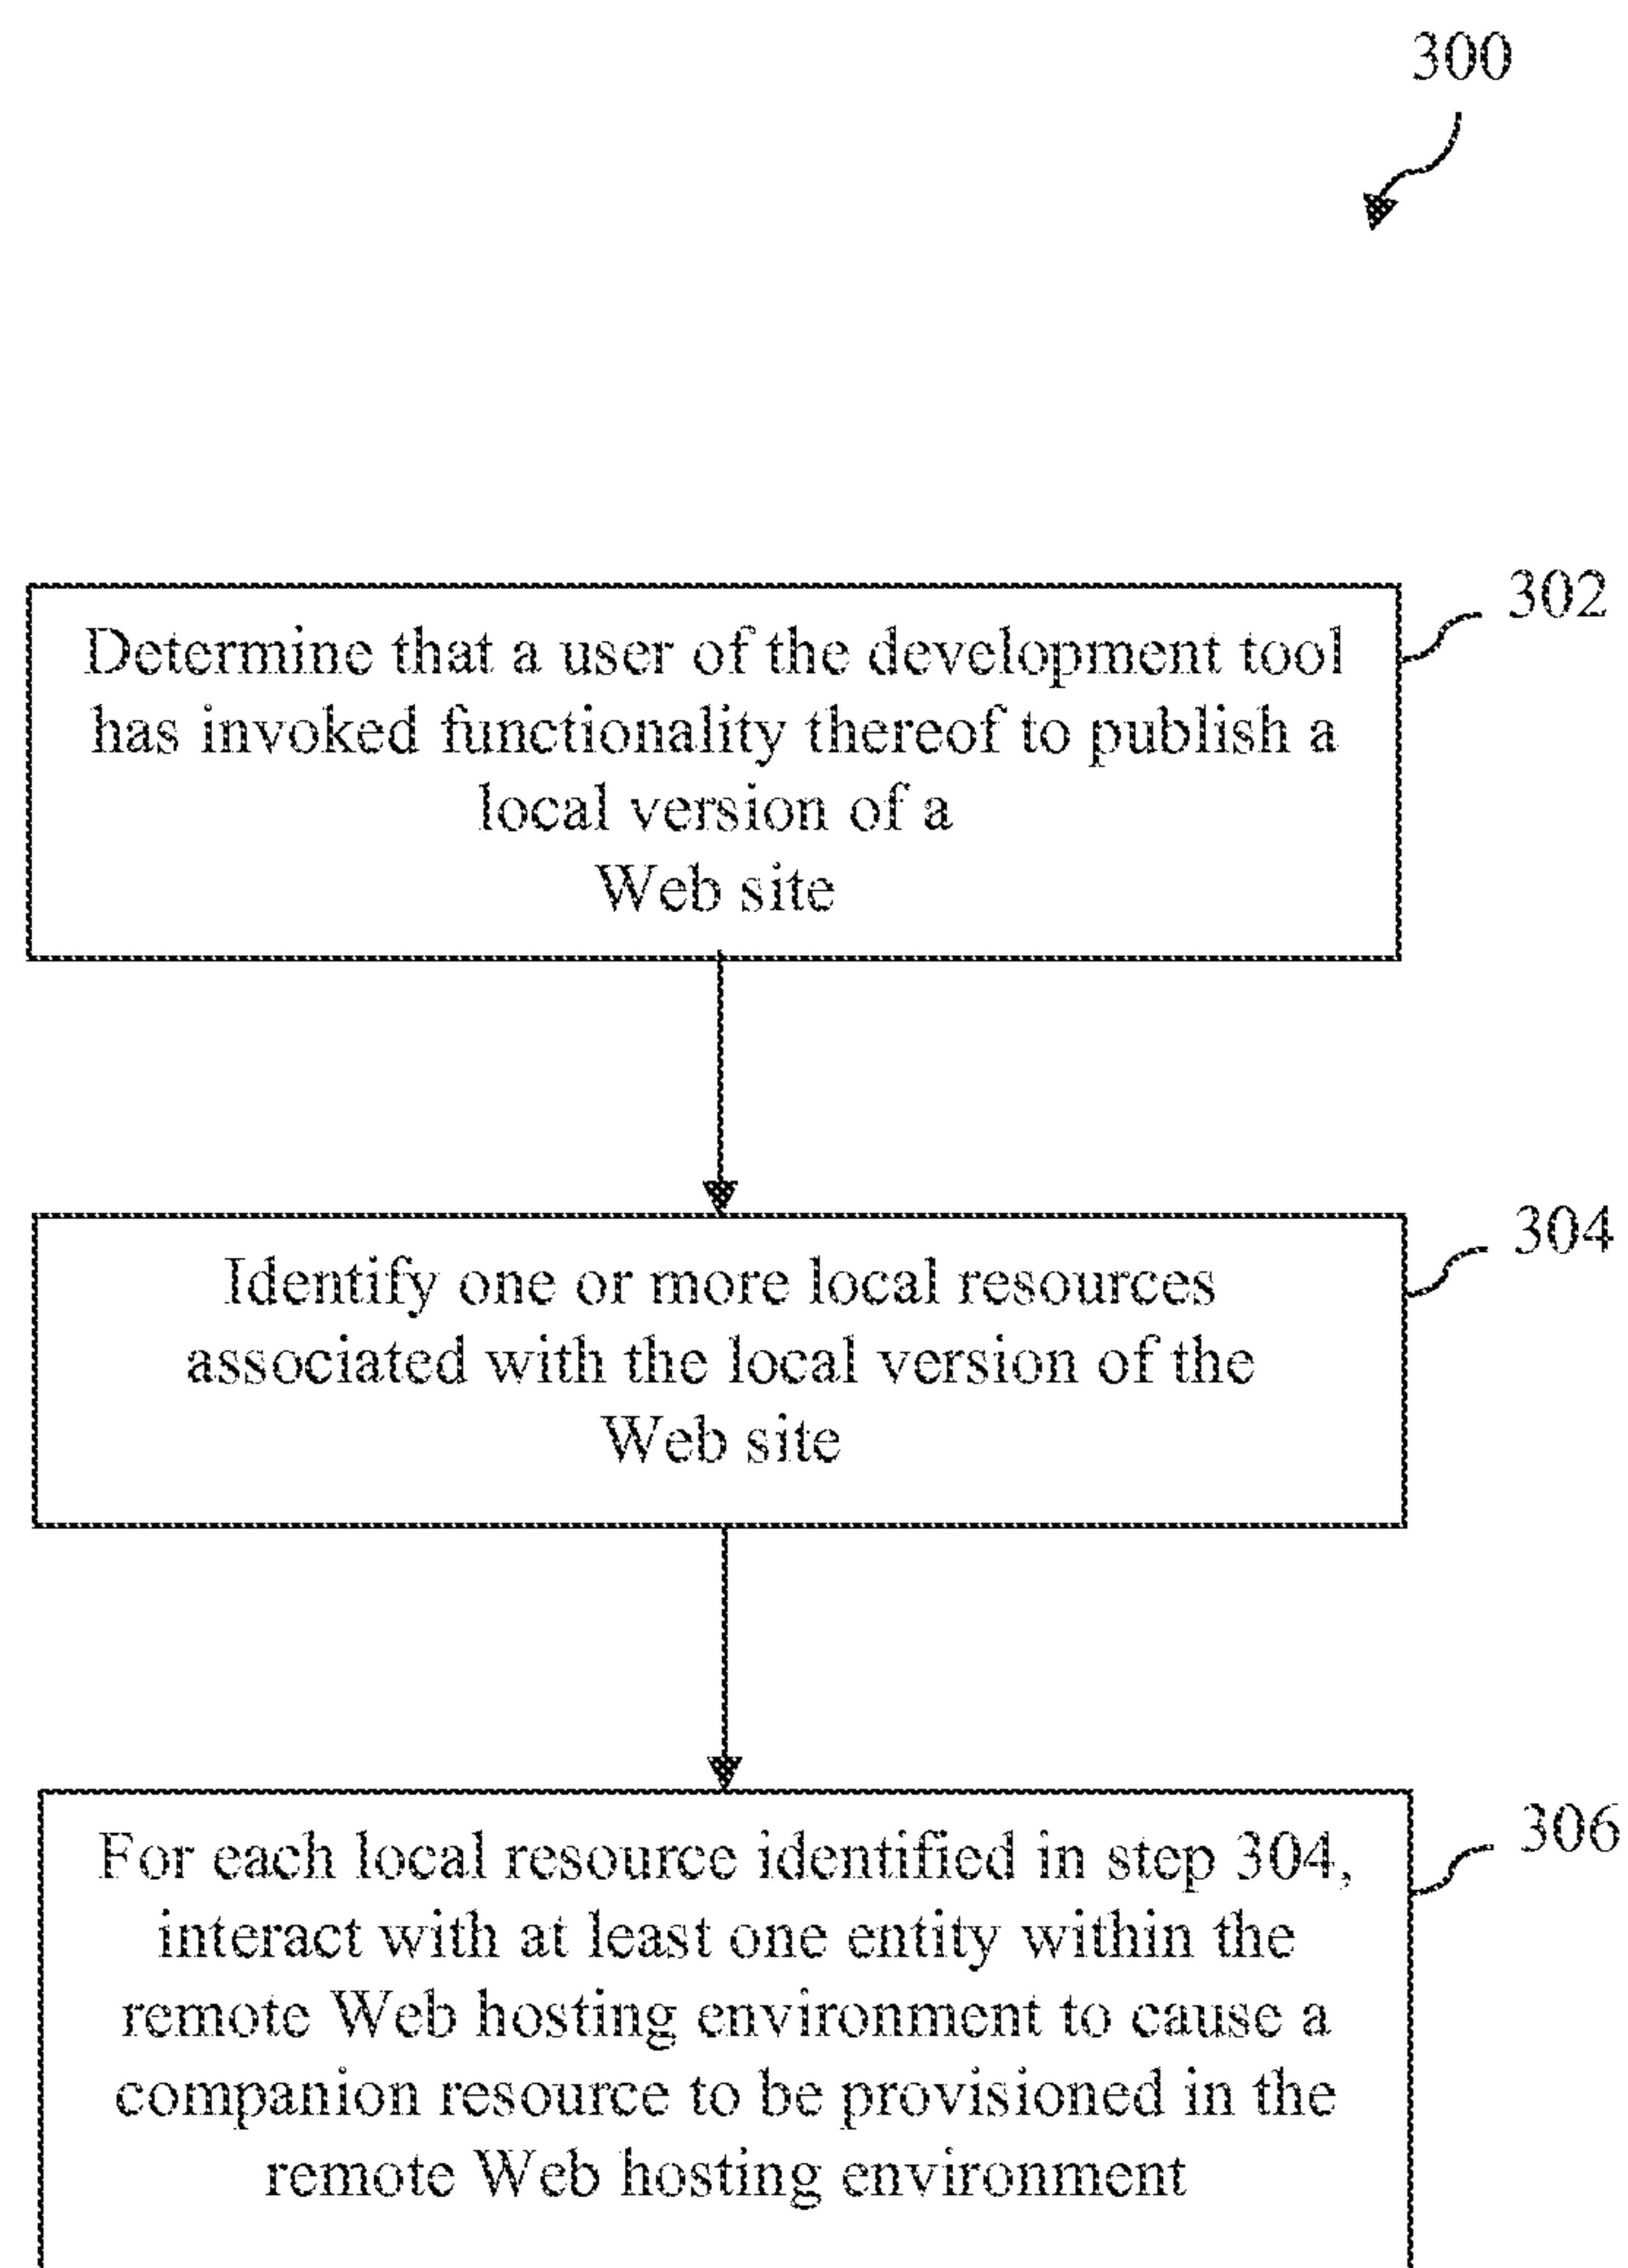 300
302
Determine that a user of the development tool
has invoked functionality thereof to publish a
local version of a
Web site
304
Identify one or more local resources
associated with the local version of the
Web site
306
For each local resource identified in step 304,
interact with at least one entity within the
remote Web hosting environment to cause a
companion resource to be provisioned in the
remote Web hosting environment